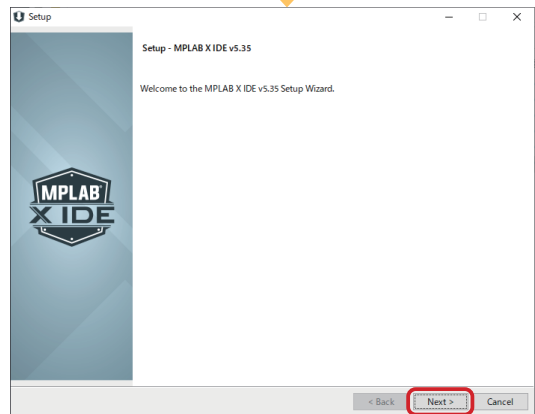 Setup
Setup - MPLAB X IDE v5.35
Welcome to the MPLAB X IDE v5.35 Setup Wizard.
MPLAB
X IDE
< Back Next > Cancel